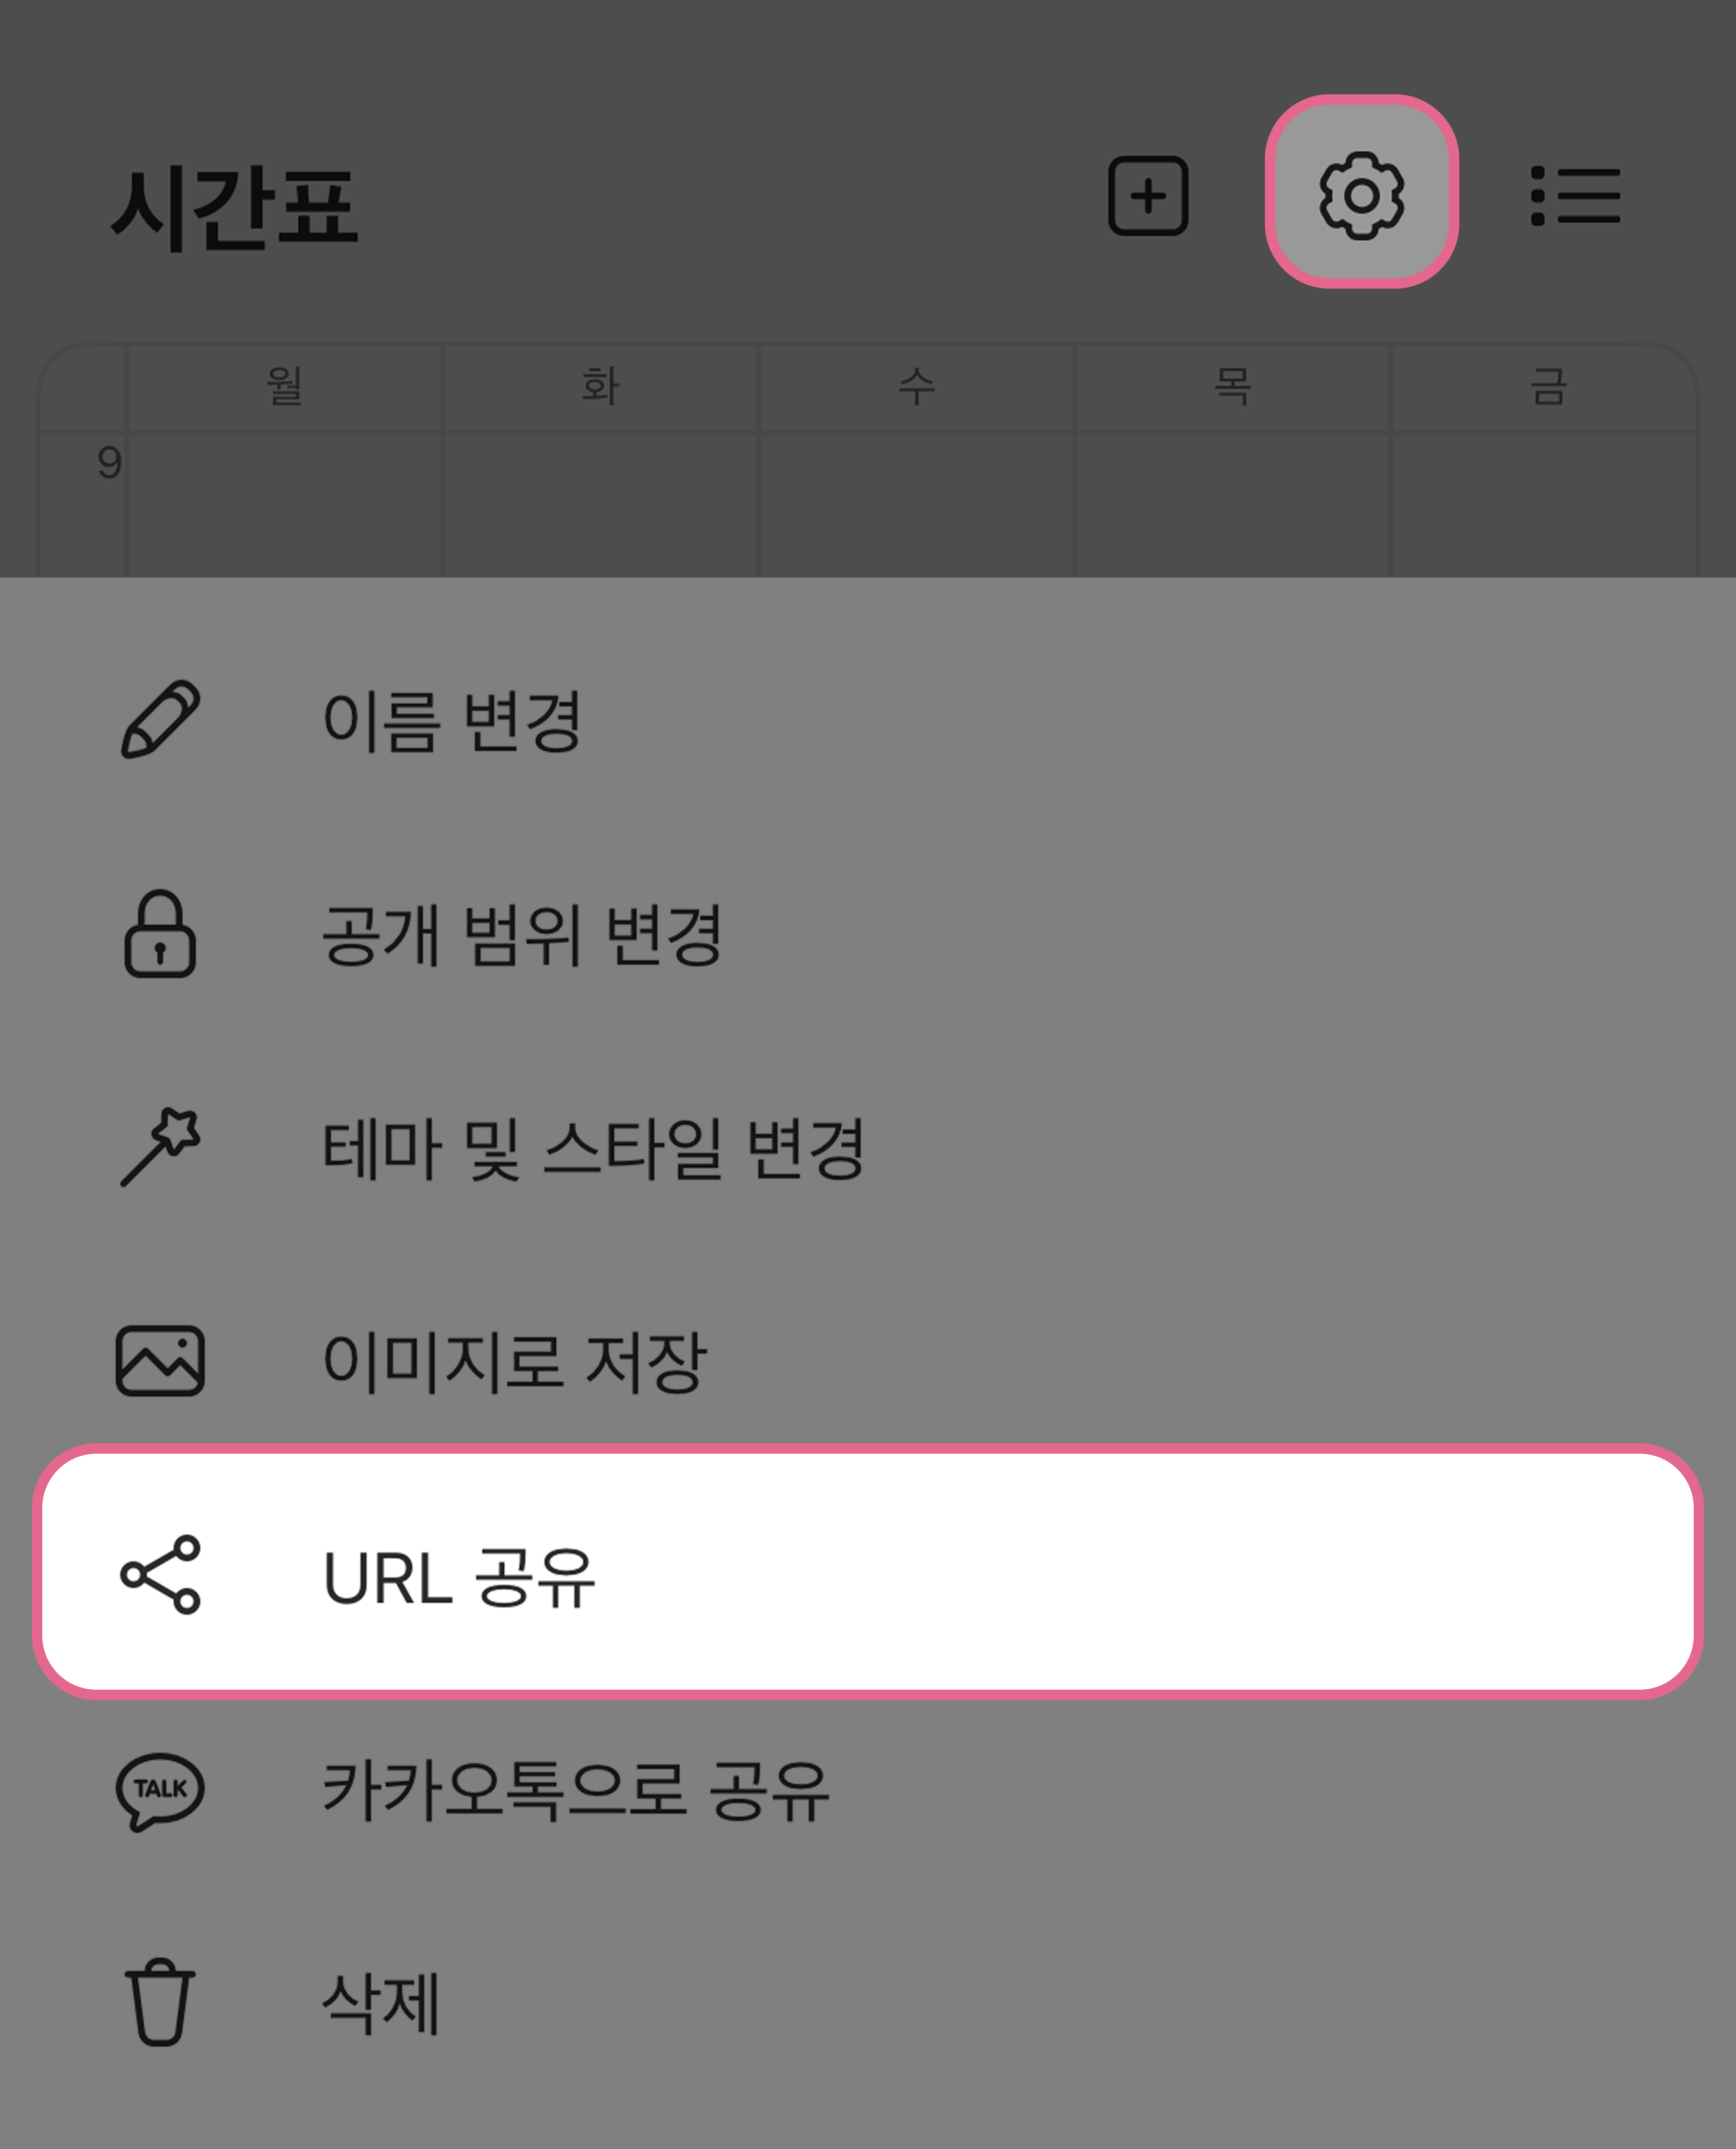 시간표
월 화 수 목 금
9
이름 변경
공개 범위 변경
테마 및 스타일 변경
이미지로 저장
URL 공유
TALK 카카오톡으로 공유
삭제